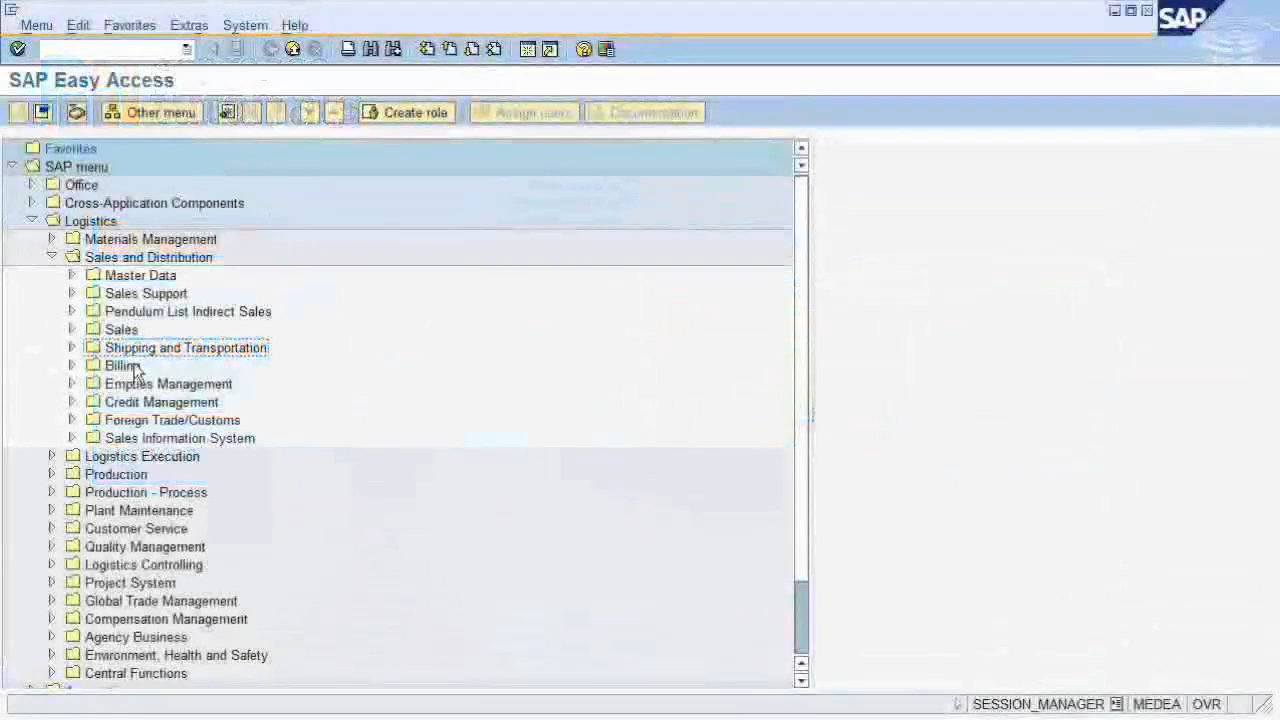 Menu Edit Favorites Extras System Help
SAP
SAP Easy Access
Other menu Create role Assign users Documentation
Favorites
SAP menu
Office
Cross-Application Components
Logistics
Materials Management
Sales and Distribution
Master Data
Sales Support
Pendulum List Indirect Sales
Sales
Shipping and Transportation
Billing
Empties Management
Credit Management
Foreign Trade/Customs
Sales Information System
Logistics Execution
Production
Production - Process
Plant Maintenance
Customer Service
Quality Management
Logistics Controlling
Project System
Global Trade Management
Compensation Management
Agency Business
Environment, Health and Safety
Central Functions
SESSION_MANAGER MEDEA OVR